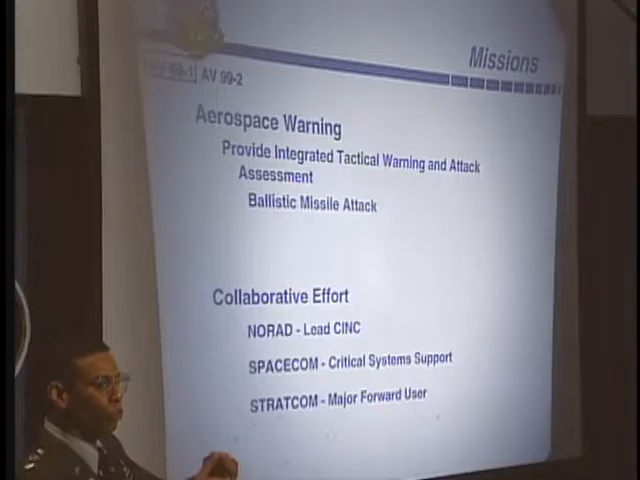 Missions
AV 99-2
Aerospace Warning
Provide Integrated Tactical Warning and Attack
Assessment
Ballistic Missile Attack
Collaborative Effort
NORAD - Lead CINC
SPACECOM - Critical Systems Support
STRATCOM - Major Forward User